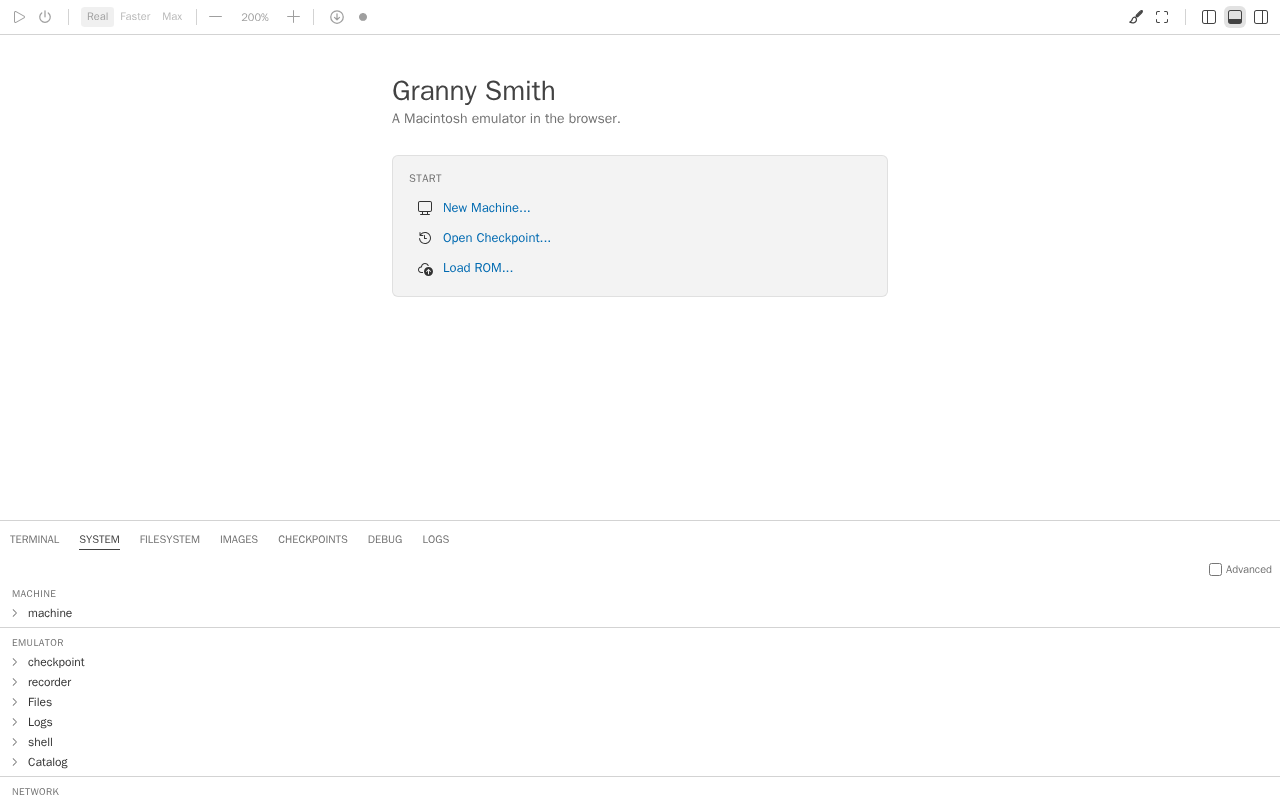 Real Faster Max 200%
Granny Smith
A Macintosh emulator in the browser.
START
New Machine...
Open Checkpoint...
Load ROM...
TERMINAL SYSTEM FILESYSTEM IMAGES CHECKPOINTS DEBUG LOGS
Advanced
MACHINE
machine
EMULATOR
checkpoint
recorder
Files
Logs
shell
Catalog
NETWORK